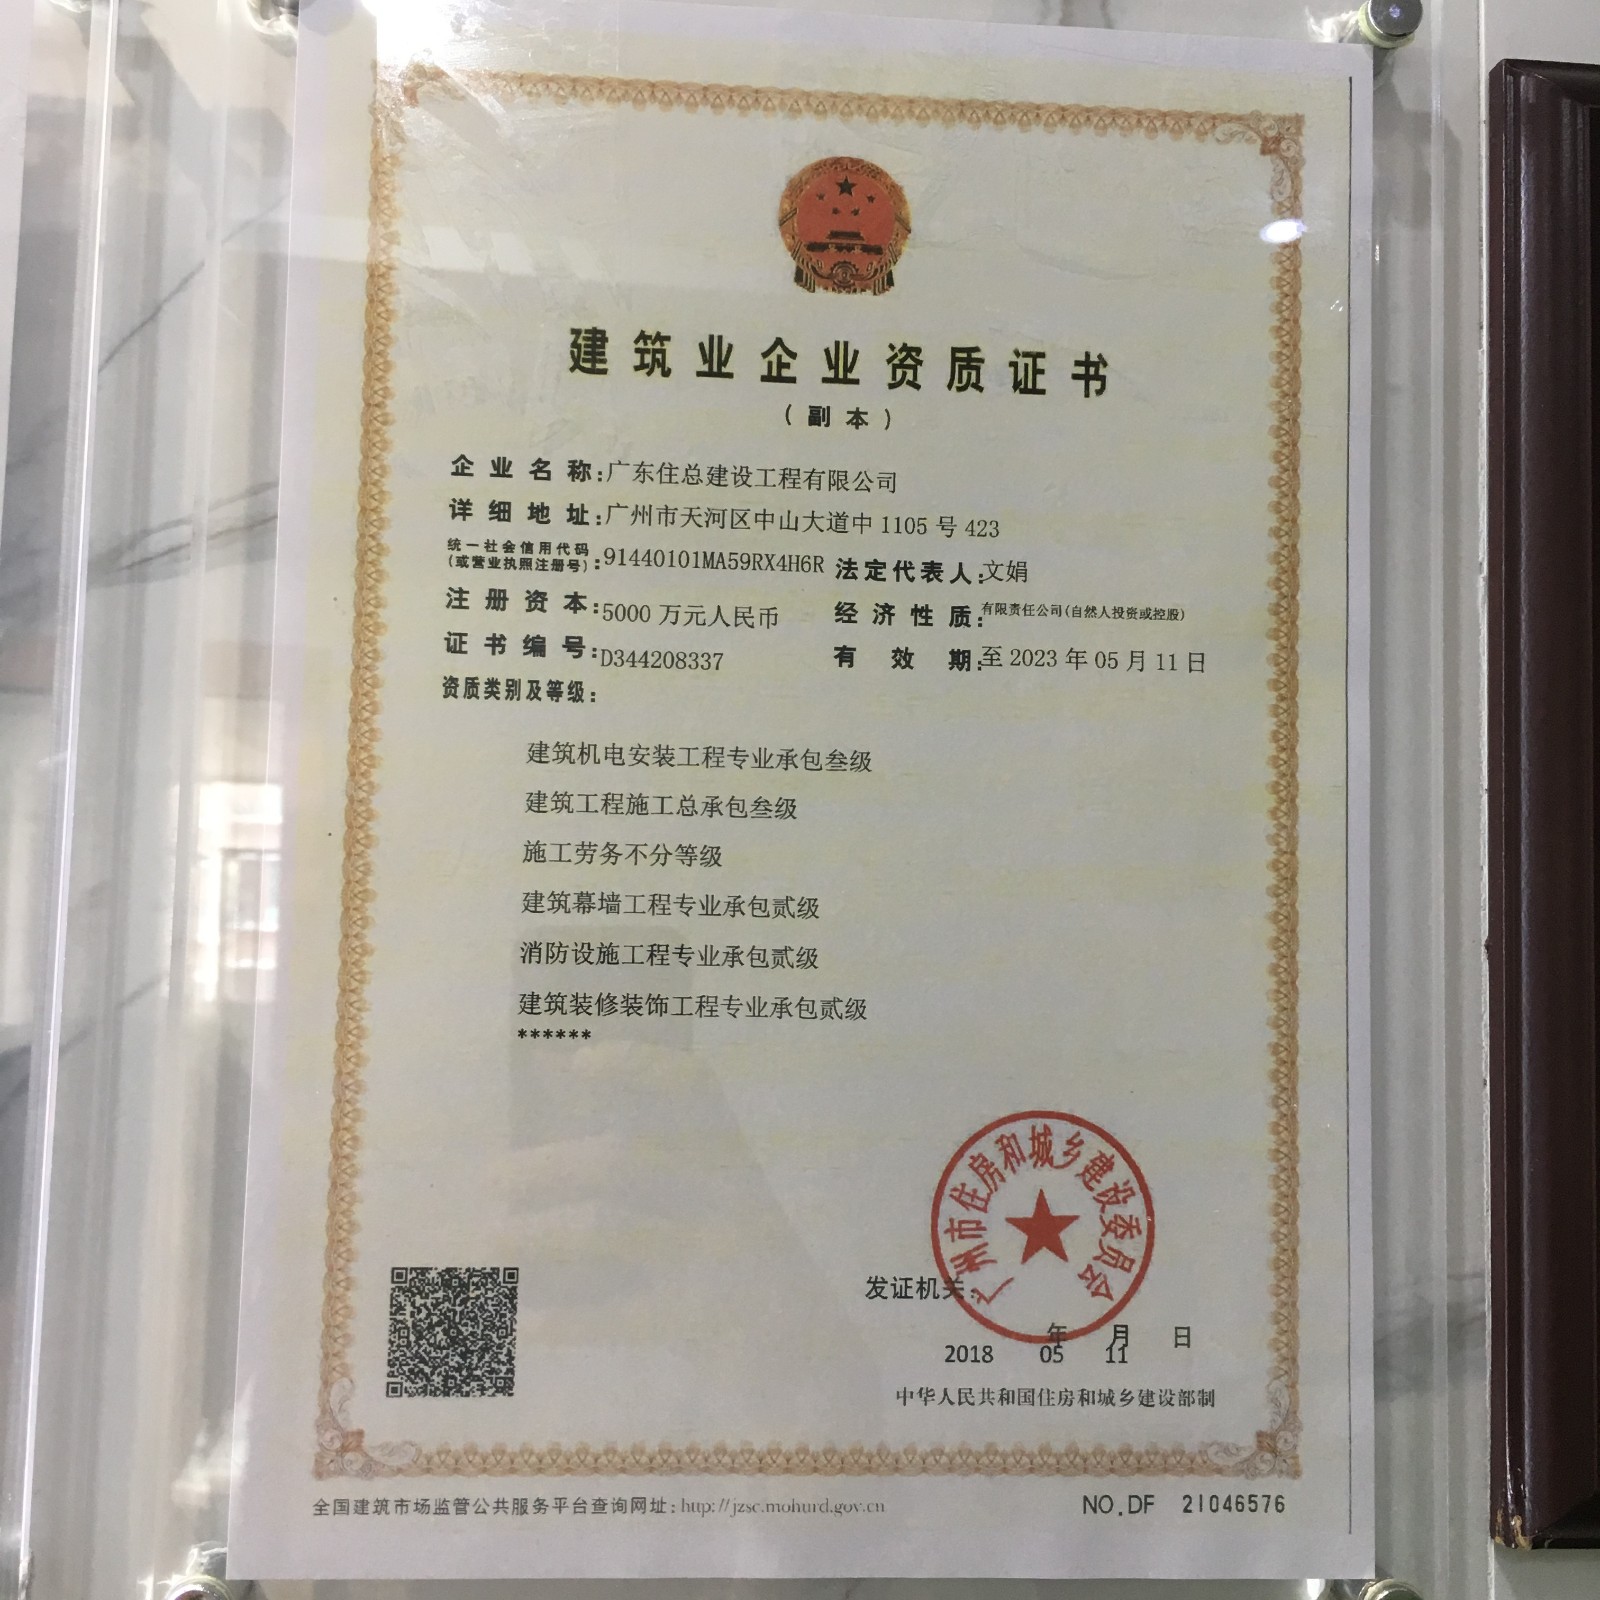 建筑业企业资质证书
（副本）
企业名称：广东住总建设工程有限公司
详细地址：广州市天河区中山大道中1105号423
统一社会信用代码（或营业执照注册号）：91440101MA59RX4H6R 法定代表人：文娟
注册资本：5000万元人民币 经济性质：有限责任公司(自然人投资或控股)
证书编号：D344208337 有效期：至2023年05月11日
资质类别及等级：
建筑机电安装工程专业承包叁级
建筑工程施工总承包叁级
施工劳务不分等级
建筑幕墙工程专业承包贰级
消防设施工程专业承包贰级
建筑装修装饰工程专业承包贰级
******
广州市住房和城乡建设委员会
发证机关：
年 月 日
2018 05 11
中华人民共和国住房和城乡建设部制
全国建筑市场监管公共服务平台查询网址：http://jzsc.mohurd.gov.cn
NO.DF 21046576